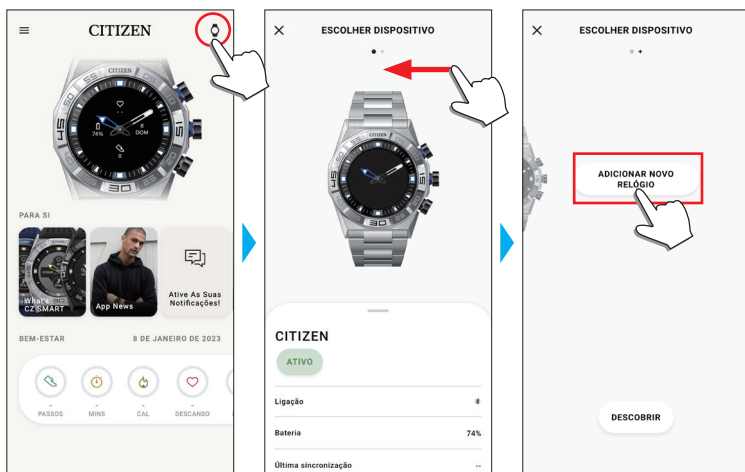 CITIZEN
CITIZEN
74%
8
DOM
0
PARA SI
What's
CZ SMART
App News
Ative As Suas
Notificações!
BEM-ESTAR
8 DE JANEIRO DE 2023
PASSOS
MINS
CAL
DESCANSO
ESCOLHER DISPOSITIVO
CITIZEN
CITIZEN
ATIVO
Ligação
Bateria
74%
Última sincronização
--
ESCOLHER DISPOSITIVO
ADICIONAR NOVO
RELÓGIO
DESCOBRIR